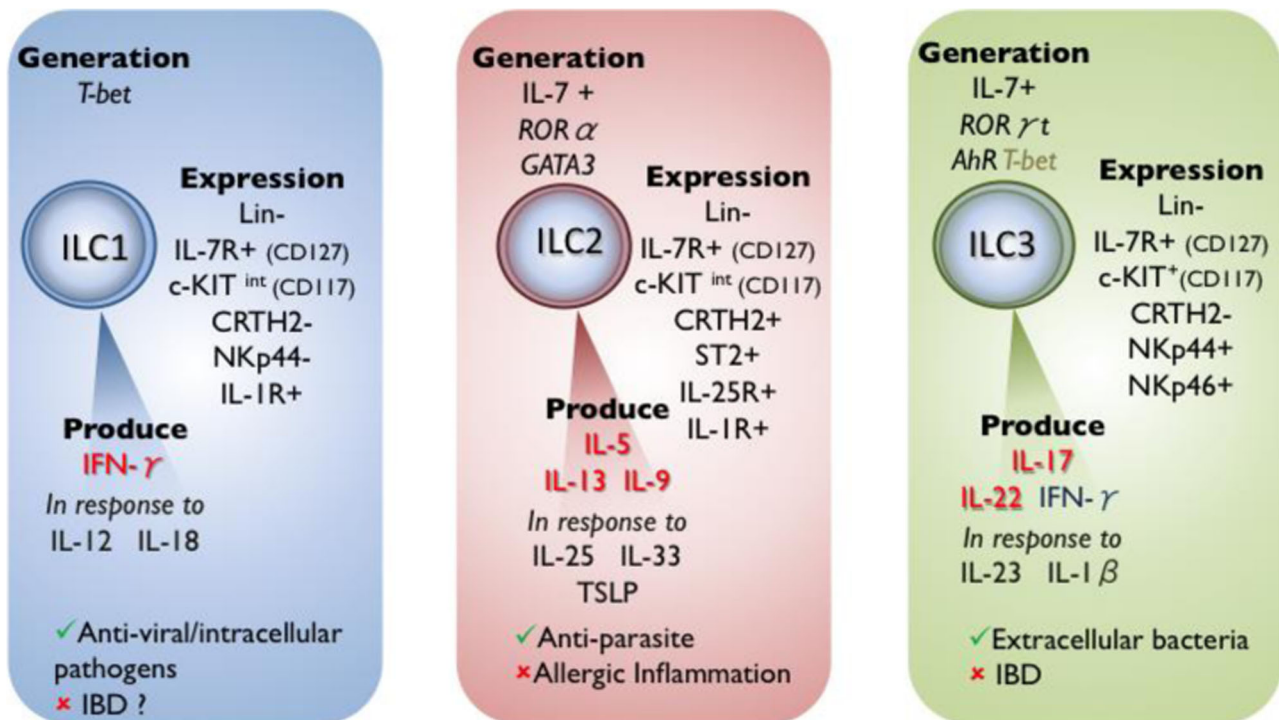 Generation
T-bet
ILC1
Expression
Lin-
IL-7R+ (CD127)
c-KIT int (CD117)
CRTH2-
NKp44-
IL-1R+
Produce
IFN-γ
In response to
IL-12 IL-18
✓Anti-viral/intracellular
pathogens
✘ IBD ?
Generation
IL-7 +
ROR α
GATA3
ILC2
Expression
Lin-
IL-7R+ (CD127)
c-KIT int (CD117)
CRTH2+
ST2+
IL-25R+
IL-1R+
Produce
IL-5
IL-13 IL-9
In response to
IL-25 IL-33
TSLP
✓Anti-parasite
✘Allergic Inflammation
Generation
IL-7+
ROR γ t
AhR T-bet
ILC3
Expression
Lin-
IL-7R+ (CD127)
c-KIT+(CD117)
CRTH2-
NKp44+
NKp46+
Produce
IL-17
IL-22 IFN-γ
In response to
IL-23 IL-1β
✓Extracellular bacteria
✘ IBD